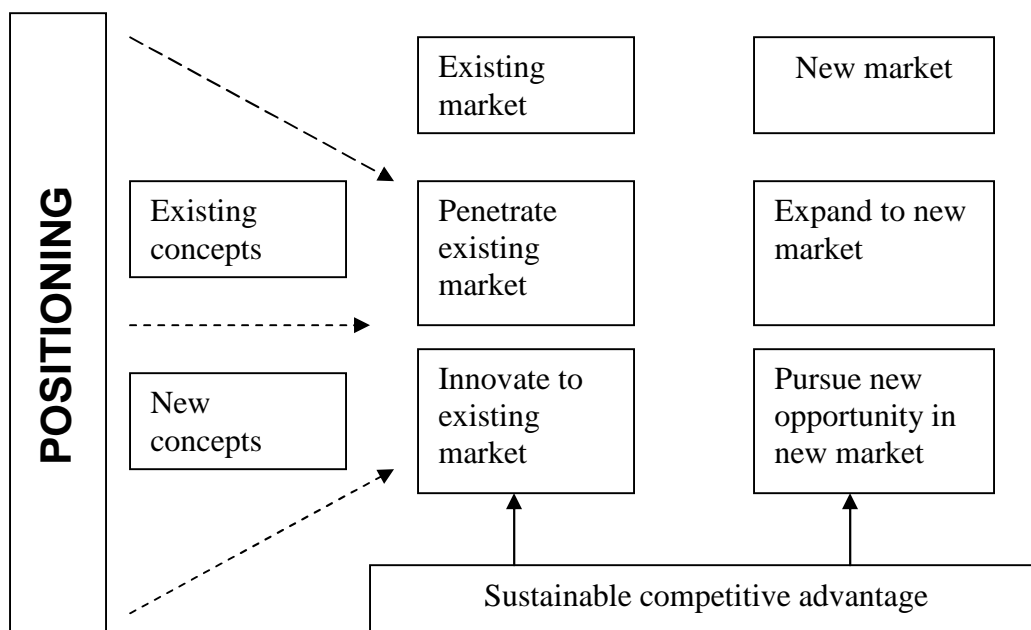 POSITIONING
Existing
market
New market
Existing
concepts
Penetrate
existing
market
Expand to new
market
New
concepts
Innovate to
existing
market
Pursue new
opportunity in
new market
Sustainable competitive advantage